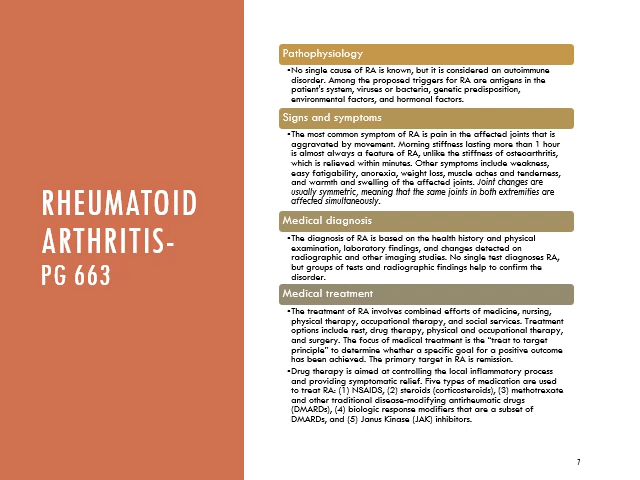 RHEUMATOID
ARTHRITIS-
PG 663
Pathophysiology
•No single cause of RA is known, but it is considered an autoimmune
disorder. Among the proposed triggers for RA are antigens in the
patient's system, viruses or bacteria, genetic predisposition,
environmental factors, and hormonal factors.
Signs and symptoms
•The most common symptom of RA is pain in the affected joints that is
aggravated by movement. Morning stiffness lasting more than 1 hour
is almost always a feature of RA, unlike the stiffness of osteoarthritis,
which is relieved within minutes. Other symptoms include weakness,
easy fatigability, anorexia, weight loss, muscle aches and tenderness,
and warmth and swelling of the affected joints. Joint changes are
usually symmetric, meaning that the same joints in both extremities are
affected simultaneously.
Medical diagnosis
•The diagnosis of RA is based on the health history and physical
examination, laboratory findings, and changes detected on
radiographic and other imaging studies. No single test diagnoses RA,
but groups of tests and radiographic findings help to confirm the
disorder.
Medical treatment
•The treatment of RA involves combined efforts of medicine, nursing,
physical therapy, occupational therapy, and social services. Treatment
options include rest, drug therapy, physical and occupational therapy,
and surgery. The focus of medical treatment is the "treat to target
principle" to determine whether a specific goal for a positive outcome
has been achieved. The primary target in RA is remission.
•Drug therapy is aimed at controlling the local inflammatory process
and providing symptomatic relief. Five types of medication are used
to treat RA: (1) NSAIDS, (2) steroids (corticosteroids), (3) methotrexate
and other traditional disease-modifying antirheumatic drugs
(DMARDs), (4) biologic response modifiers that are a subset of
DMARDs, and (5) Janus Kinase (JAK) inhibitors.
7